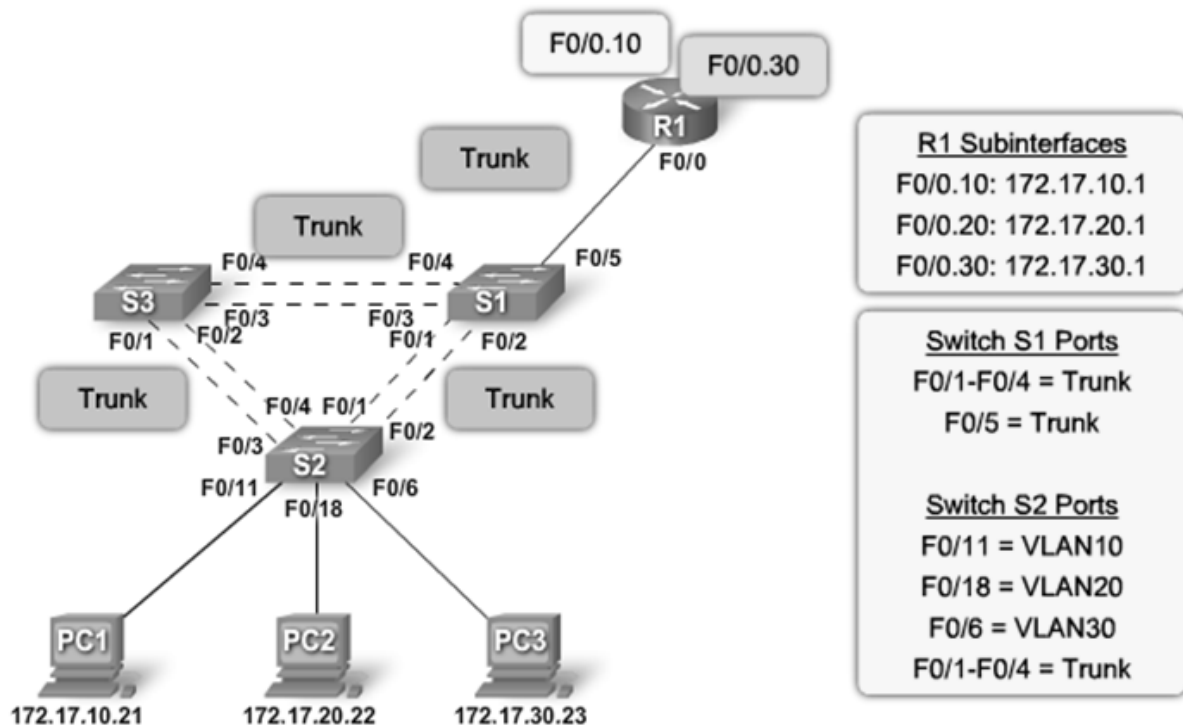 F0/0.10
F0/0.30
R1
F0/0
Trunk
Trunk
F0/4
F0/4
F0/5
S3
S1
F0/3
F0/3
F0/1
F0/2
F0/1
F0/2
Trunk
Trunk
F0/4
F0/1
F0/3
F0/2
S2
F0/11
F0/18
F0/6
PC1
PC2
PC3
172.17.10.21
172.17.20.22
172.17.30.23
R1 Subinterfaces
F0/0.10: 172.17.10.1
F0/0.20: 172.17.20.1
F0/0.30: 172.17.30.1
Switch S1 Ports
F0/1-F0/4 = Trunk
F0/5 = Trunk
Switch S2 Ports
F0/11 = VLAN10
F0/18 = VLAN20
F0/6 = VLAN30
F0/1-F0/4 = Trunk